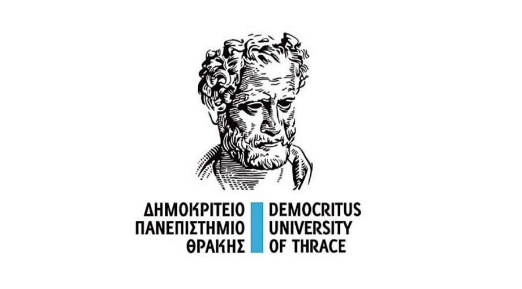 ΔΗΜΟΚΡΙΤΕΙΟ
ΠΑΝΕΠΙΣΤΗΜΙΟ
ΘΡΑΚΗΣ
DEMOCRITUS
UNIVERSITY
OF THRACE